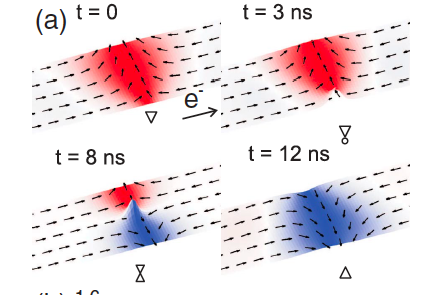 (a) t = 0
t = 3 ns
e-
t = 8 ns
t = 12 ns